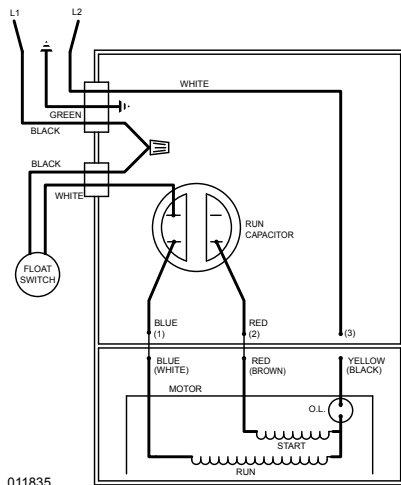 L1
L2
WHITE
GREEN
BLACK
BLACK
WHITE
FLOAT
SWITCH
RUN
CAPACITOR
BLUE
(1)
RED
(2)
(3)
BLUE
(WHITE)
RED
(BROWN)
YELLOW
(BLACK)
MOTOR
O.L.
START
RUN
011835